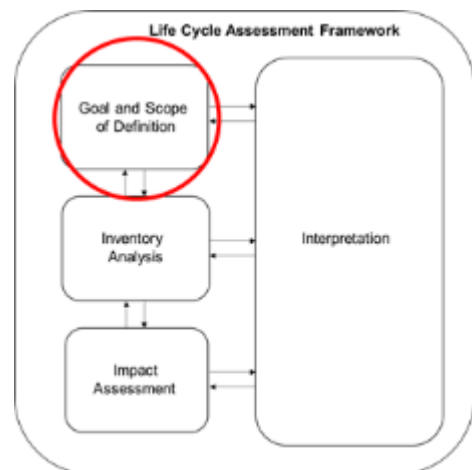 Life Cycle Assessment Framework
Goal and Scope
of Definition
Inventory
Analysis
Interpretation
Impact
Assessment